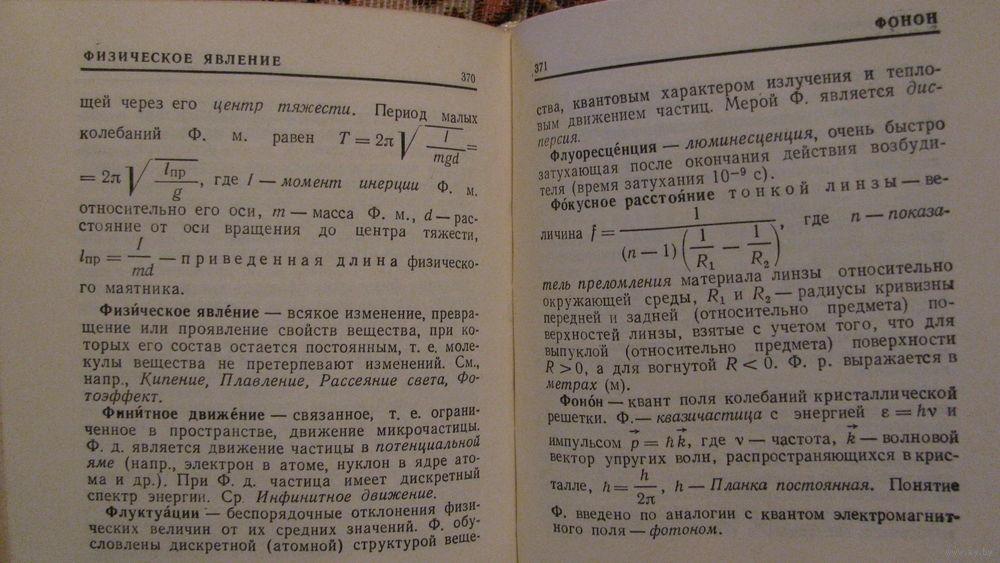 ФИЗИЧЕСКОЕ ЯВЛЕНИЕ
370
щей через его центр тяжести. Период малых
колебаний Ф. м. равен T = 2π√(I/mgd) =
= 2π√(lпр/g), где I — момент инерции Ф. м.
относительно его оси, m — масса Ф. м., d — рас-
стояние от оси вращения до центра тяжести,
lпр = I/md — приведенная длина физическо-
го маятника.
Физи́ческое явле́ние — всякое изменение, превра-
щение или проявление свойств вещества, при ко-
торых его состав остается постоянным, т. е. моле-
кулы вещества не претерпевают изменений. См.,
напр., Кипение, Плавление, Рассеяние света, Фо-
тоэффект.
Фини́тное движе́ние — связанное, т. е. ограни-
ченное в пространстве, движение микрочастицы.
Ф. д. является движение частицы в потенциальной
яме (напр., электрон в атоме, нуклон в ядре ато-
ма и др.). При Ф. д. частица имеет дискретный
спектр энергии. Ср. Инфинитное движение.
Флуктуа́ции — беспорядочные отклонения физи-
ческих величин от их средних значений. Ф. обу-
словлены дискретной (атомной) структурой веще-
ФОНОН
371
ства, квантовым характером излучения и тепло-
вым движением частиц. Мерой Ф. является дис-
персия.
Флуоресце́нция — люминесценция, очень быстро
затухающая после окончания действия возбуди-
теля (время затухания 10⁻⁹ с).
Фо́кусное расстоя́ние тонкой линзы — ве-
личина f = 1/((n — 1)(1/R₁ — 1/R₂)), где n — показа-
тель преломления материала линзы относительно
окружающей среды, R₁ и R₂ — радиусы кривизны
передней и задней (относительно предмета) по-
верхностей линзы, взятые с учетом того, что для
выпуклой (относительно предмета) поверхности
R > 0, а для вогнутой R < 0. Ф. р. выражается в
метрах (м).
Фоно́н — квант поля колебаний кристаллической
решетки. Ф.— квазичастица с энергией ε = hν и
импульсом p⃗ = ħk⃗, где ν — частота, k⃗ — волновой
вектор упругих волн, распространяющихся в крис-
талле, ħ = h/2π, h — Планка постоянная. Понятие
Ф. введено по аналогии с квантом электромагнит-
ного поля — фотоном.